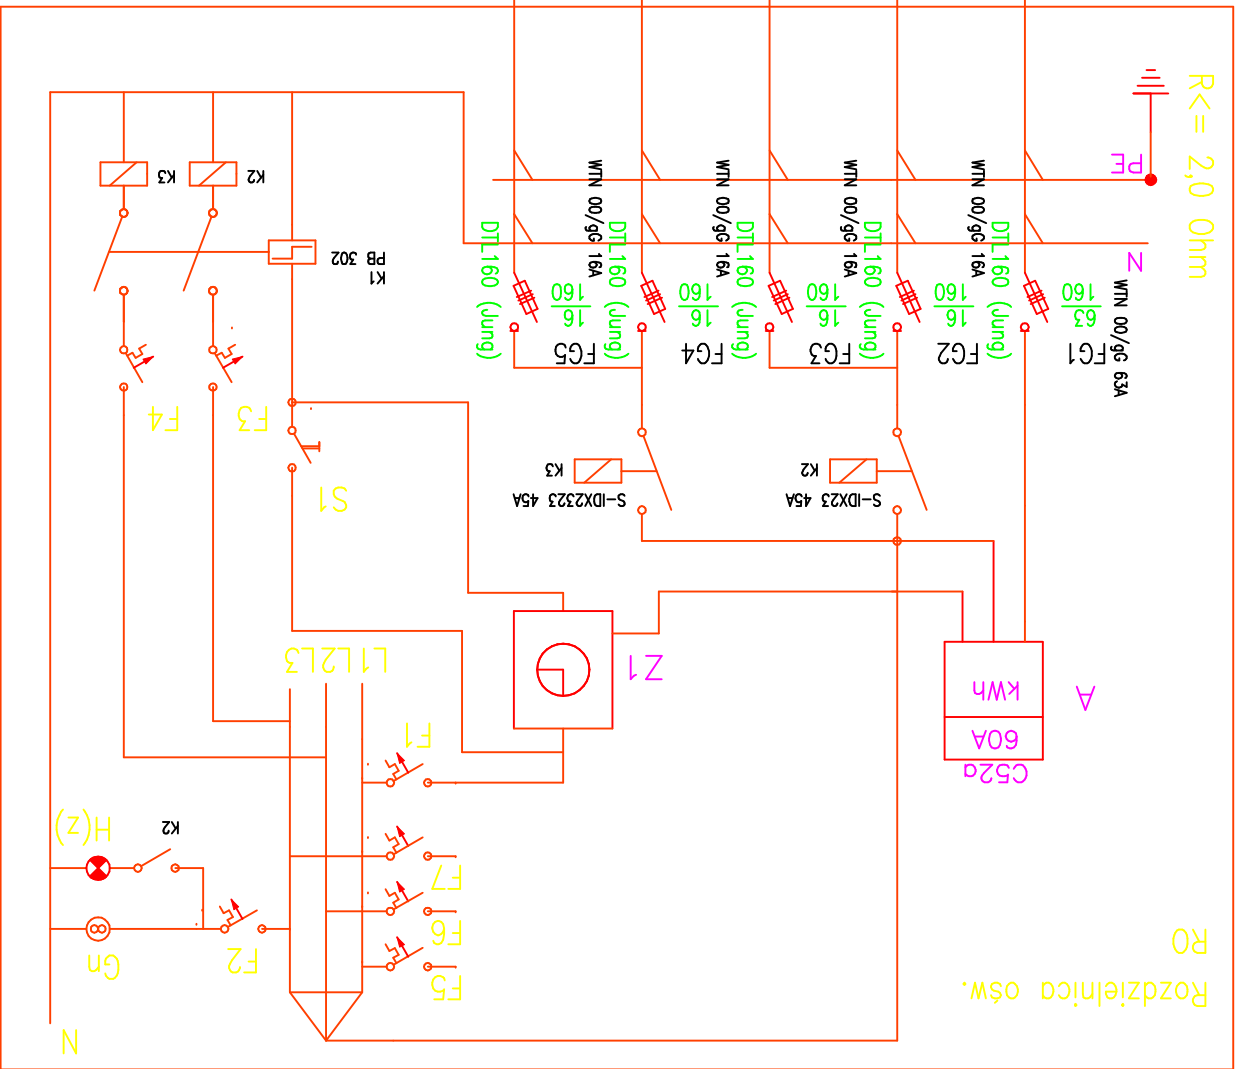 N
Rozdzielnica ośw.
RO
F5
F6
F7
F2
Gn
H(z)
K2
F1
L1L2L3
Z1
C52a
60A
kWh
A
S1
F3
F4
S-IDX2323 45A
K3
S-IDX23 45A
K2
FG1
63
160
WTN 00/gG 63A
FG2
16
160
DTL160 (Jung)
WTN 00/gG 16A
FG3
16
160
DTL160 (Jung)
WTN 00/gG 16A
FG4
16
160
DTL160 (Jung)
WTN 00/gG 16A
FG5
16
160
DTL160 (Jung)
WTN 00/gG 16A
DTL160 (Jung)
K1
PB 302
K2
K3
N
PE
R<= 2,0 Ohm